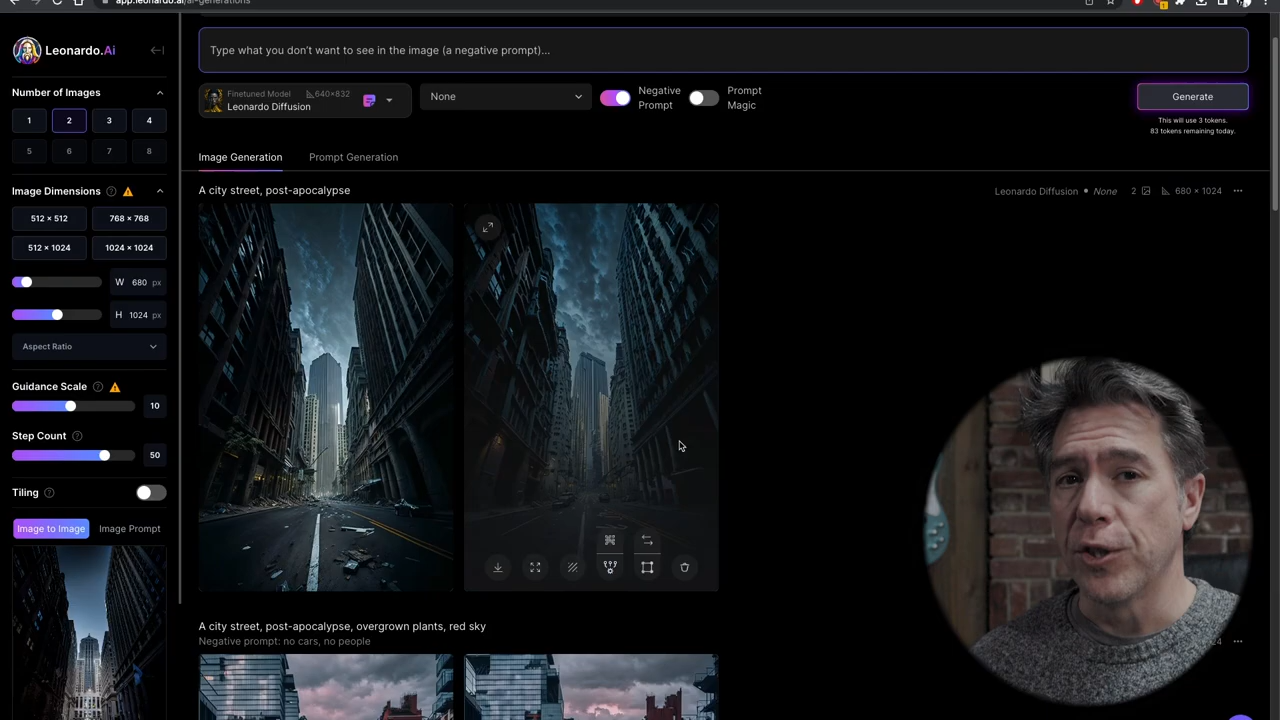 app.leonardo.ai/ai-generations
Leonardo.Ai
Type what you don't want to see in the image (a negative prompt)...
Number of Images
1 2 3 4
5 6 7 8
Finetuned Model 640×832
Leonardo Diffusion
None
Negative Prompt
Prompt Magic
Generate
This will use 3 tokens.
83 tokens remaining today.
Image Generation Prompt Generation
Image Dimensions
512 × 512 768 × 768
512 × 1024 1024 × 1024
W 680 px
H 1024 px
Aspect Ratio
Guidance Scale
10
Step Count
50
Tiling
Image to Image Image Prompt
A city street, post-apocalypse
Leonardo Diffusion • None 2 680 × 1024
A city street, post-apocalypse, overgrown plants, red sky
Negative prompt: no cars, no people